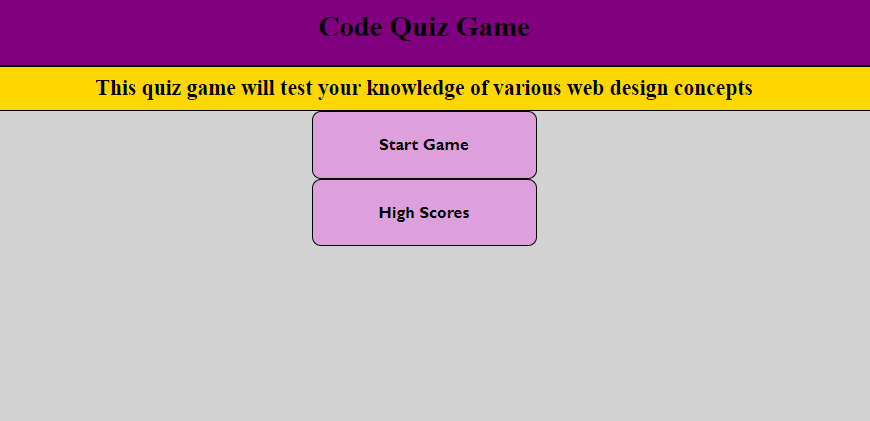 Code Quiz Game
This quiz game will test your knowledge of various web design concepts
Start Game
High Scores